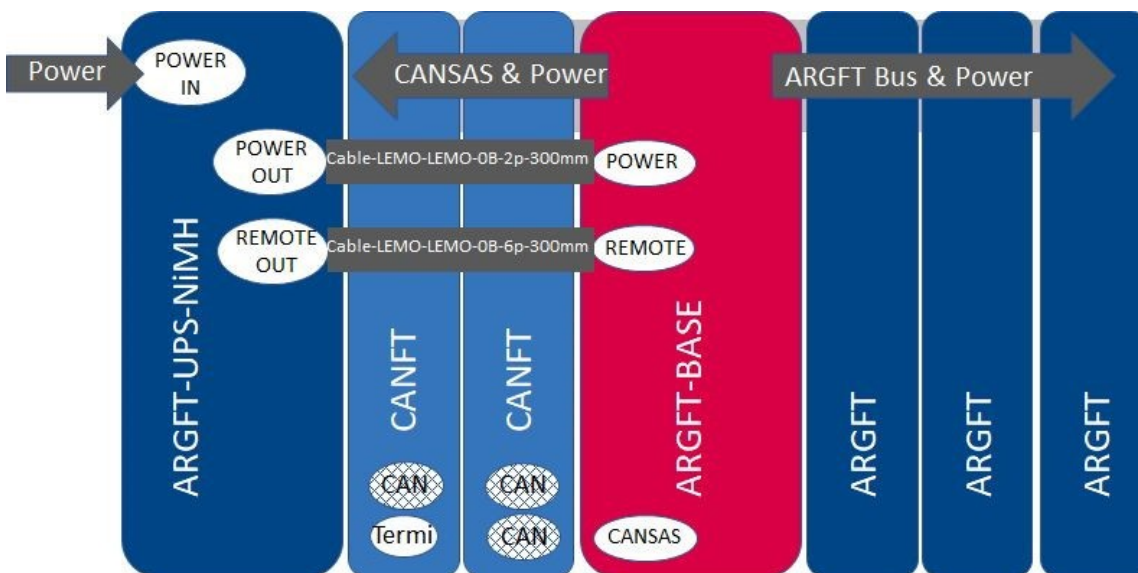 Power
POWER
IN
CANSAS & Power
ARGFT Bus & Power
POWER
OUT
Cable-LEMO-LEMO-0B-2p-300mm
POWER
REMOTE
OUT
Cable-LEMO-LEMO-0B-6p-300mm
REMOTE
ARGFT-UPS-NiMH
CANFT
CANFT
ARGFT-BASE
ARGFT
ARGFT
ARGFT
CAN
CAN
Termi
CAN
CANSAS